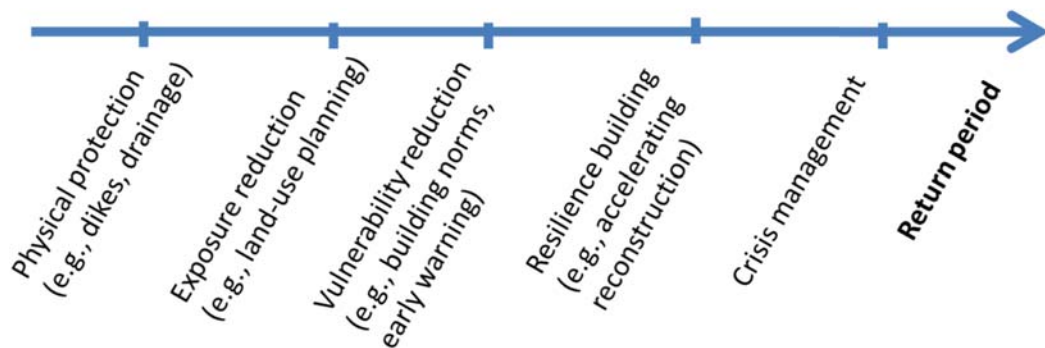 Physical protection
(e.g., dikes, drainage)
Exposure reduction
(e.g., land-use planning)
Vulnerability reduction
(e.g., building norms,
early warning)
Resilience building
(e.g., accelerating
reconstruction)
Crisis management
Return period